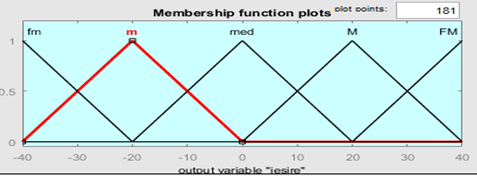 Membership function plots
plot points: 181
fm m med M FM
1
0.5
0
-40 -30 -20 -10 0 10 20 30 40
output variable "iesire"